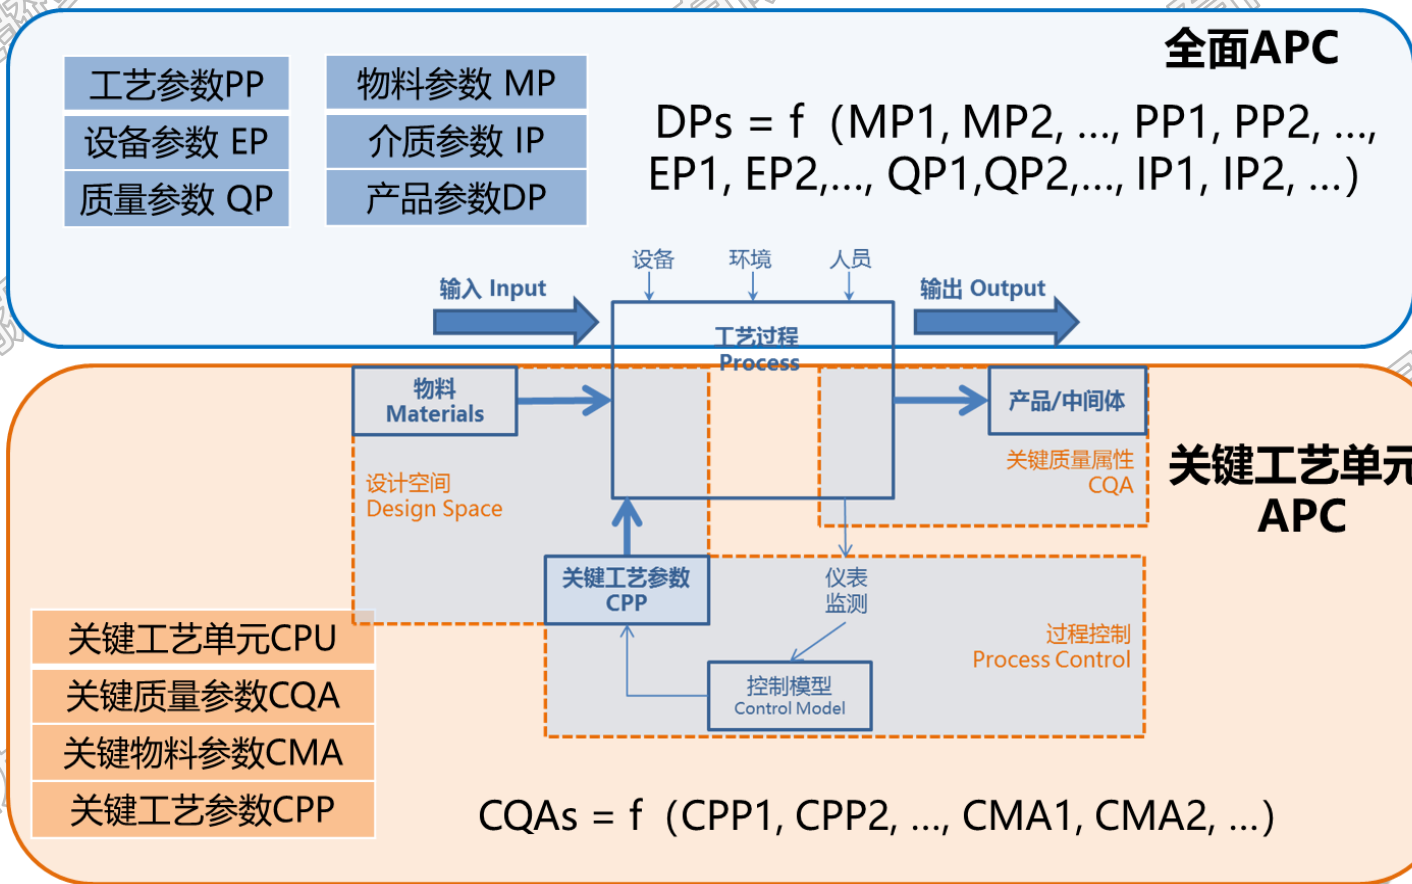 全面APC
工艺参数PP
物料参数 MP
设备参数 EP
介质参数 IP
质量参数 QP
产品参数DP
DPs = f（MP1, MP2, ..., PP1, PP2, ...,
EP1, EP2,..., QP1,QP2,..., IP1, IP2, ...）
设备
环境
人员
输入 Input
输出 Output
工艺过程
Process
物料
Materials
产品/中间体
设计空间
Design Space
关键质量属性
CQA
关键工艺单元
APC
关键工艺参数
CPP
仪表
监测
过程控制
Process Control
控制模型
Control Model
关键工艺单元CPU
关键质量参数CQA
关键物料参数CMA
关键工艺参数CPP
CQAs = f（CPP1, CPP2, ..., CMA1, CMA2, ...）